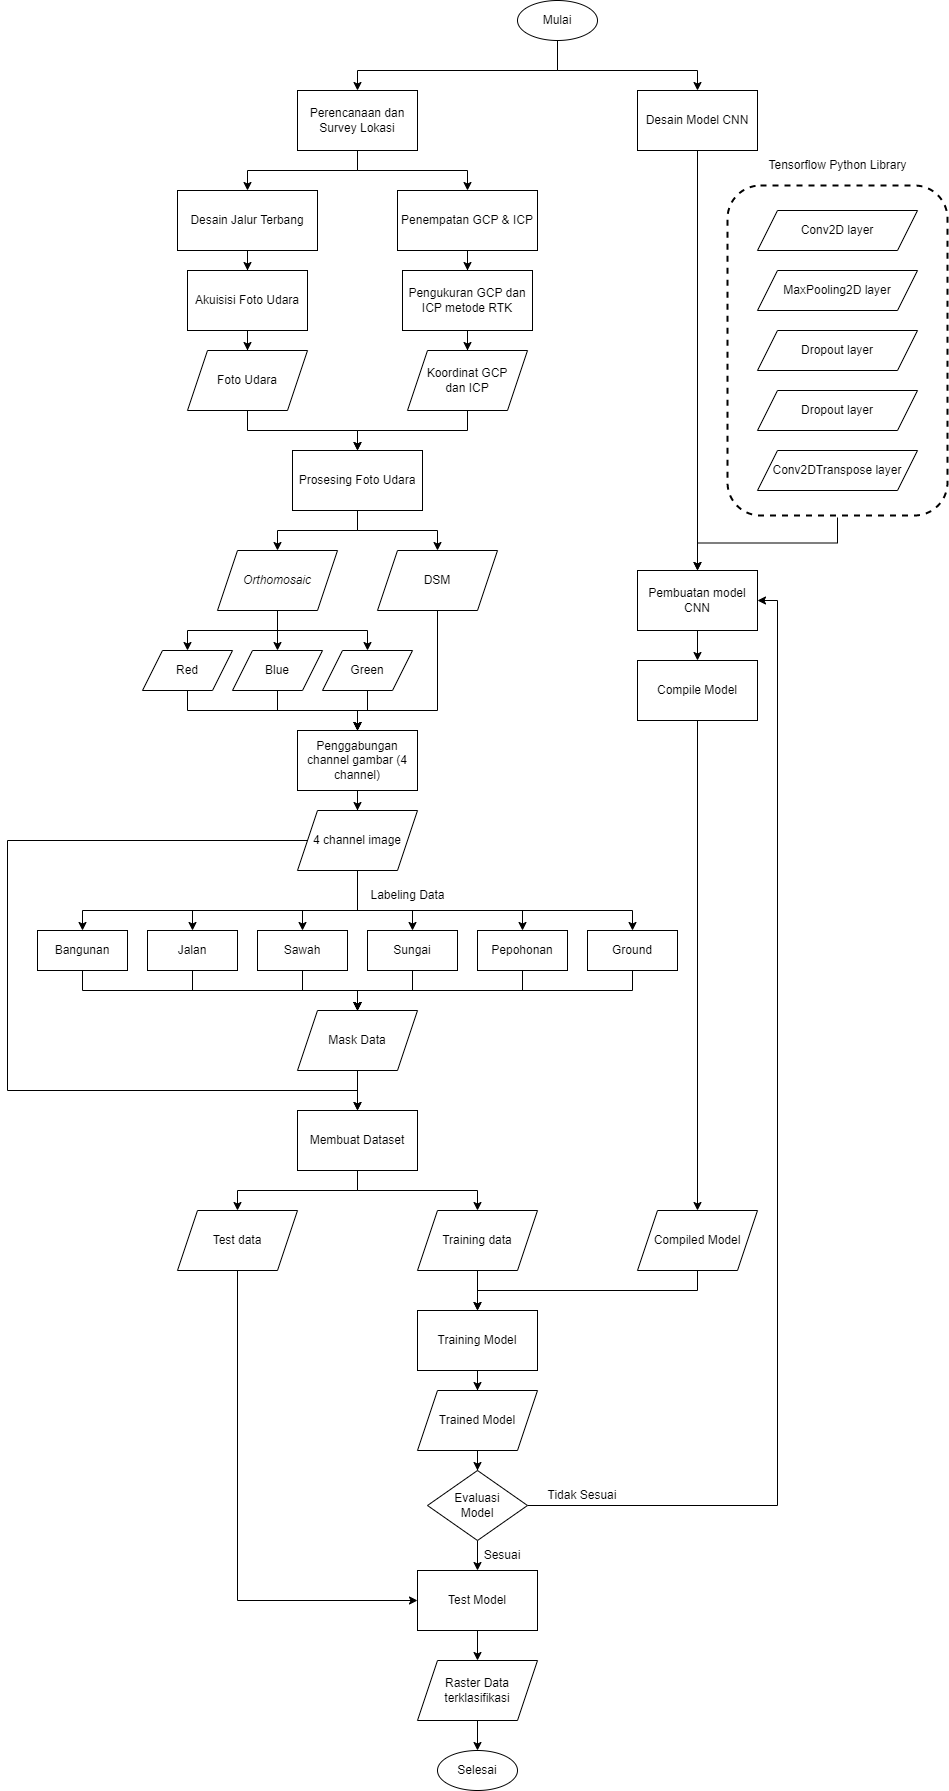 Mulai
Perencanaan dan
Survey Lokasi
Desain Model CNN
Tensorflow Python Library
Desain Jalur Terbang
Penempatan GCP & ICP
Conv2D layer
Akuisisi Foto Udara
Pengukuran GCP dan
ICP metode RTK
MaxPooling2D layer
Dropout layer
Foto Udara
Koordinat GCP
dan ICP
Dropout layer
Prosesing Foto Udara
Conv2DTranspose layer
Orthomosaic
DSM
Pembuatan model
CNN
Red
Blue
Green
Compile Model
Penggabungan
channel gambar (4
channel)
4 channel image
Labeling Data
Bangunan
Jalan
Sawah
Sungai
Pepohonan
Ground
Mask Data
Membuat Dataset
Test data
Training data
Compiled Model
Training Model
Trained Model
Evaluasi
Model
Tidak Sesuai
Sesuai
Test Model
Raster Data
terklasifikasi
Selesai